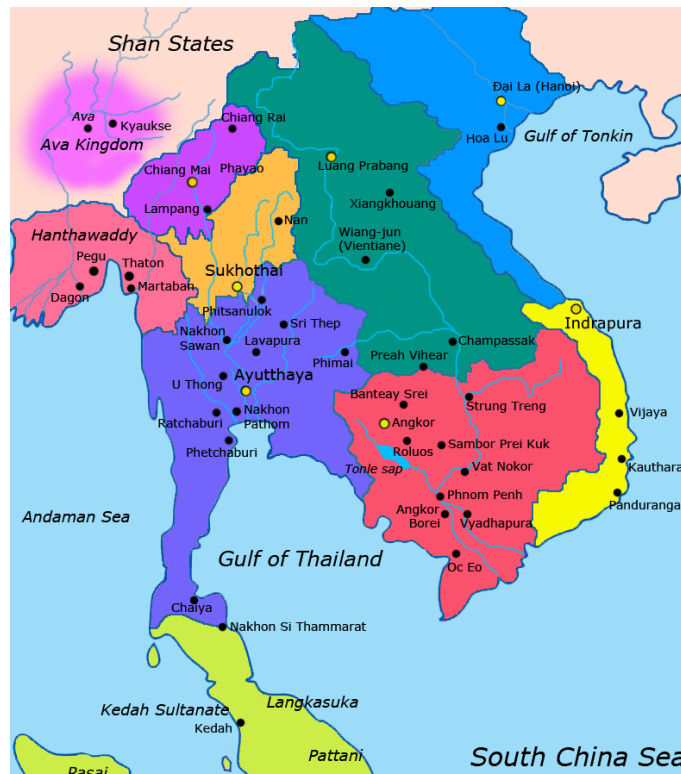 Shan States
Đại La (Hanoi)
Ava
Kyaukse
Chiang Rai
Hoa Lu
Gulf of Tonkin
Ava Kingdom
Chiang Mai
Phayao
Luang Prabang
Xiangkhouang
Lampang
Nan
Hanthawaddy
Wiang-jun
(Vientiane)
Pegu
Thaton
Sukhothai
Dagon
Martaban
Phitsanulok
Indrapura
Sri Thep
Nakhon
Sawan
Lavapura
Champassak
Phimai
Preah Vihear
U Thong
Ayutthaya
Banteay Srei
Strung Treng
Ratchaburi
Nakhon
Pathom
Angkor
Vijaya
Roluos
Sambor Prei Kuk
Phetchaburi
Tonle sap
Vat Nokor
Kauthara
Phnom Penh
Panduranga
Andaman Sea
Angkor
Borei
Vyadhapura
Gulf of Thailand
Oc Eo
Chaiya
Nakhon Si Thammarat
Langkasuka
Kedah Sultanate
Kedah
Pattani
South China Sea
Pasai